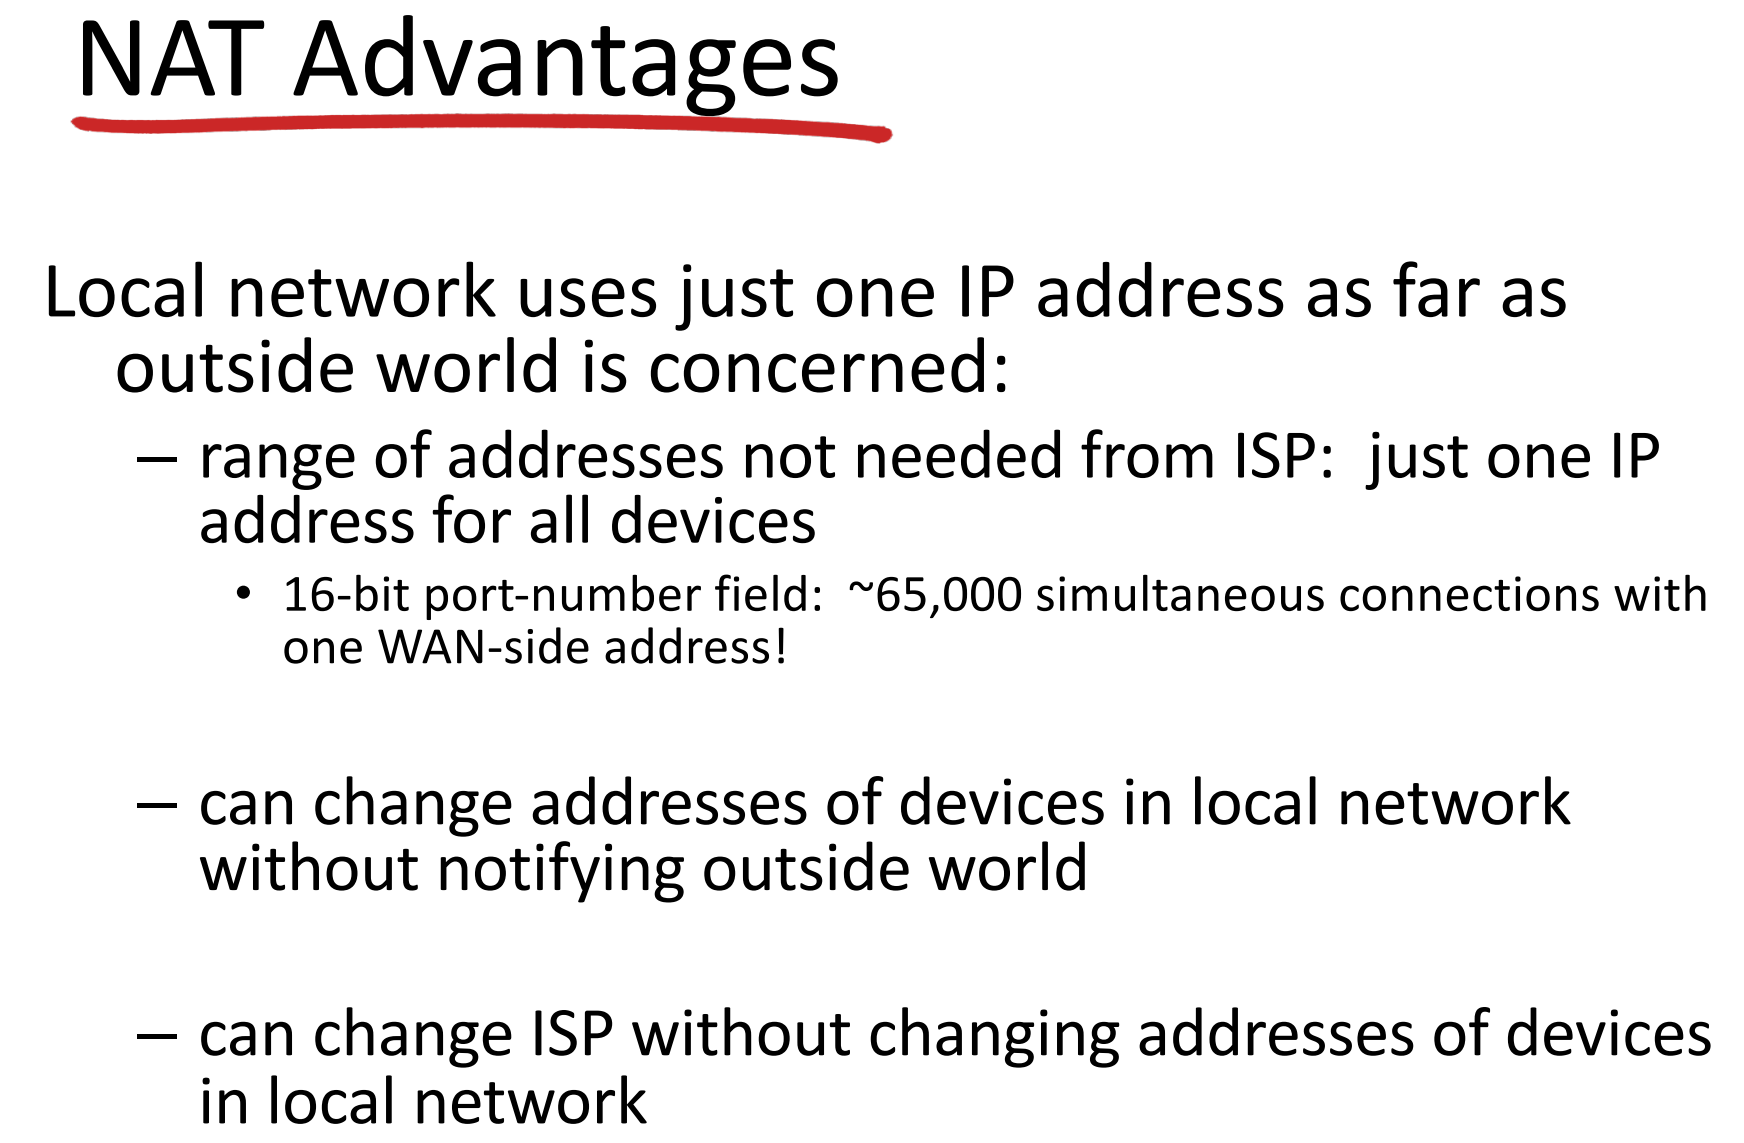 NAT Advantages
Local network uses just one IP address as far as
outside world is concerned:
– range of addresses not needed from ISP:  just one IP
address for all devices
• 16-bit port-number field:  ~65,000 simultaneous connections with
one WAN-side address!
– can change addresses of devices in local network
without notifying outside world
– can change ISP without changing addresses of devices
in local network